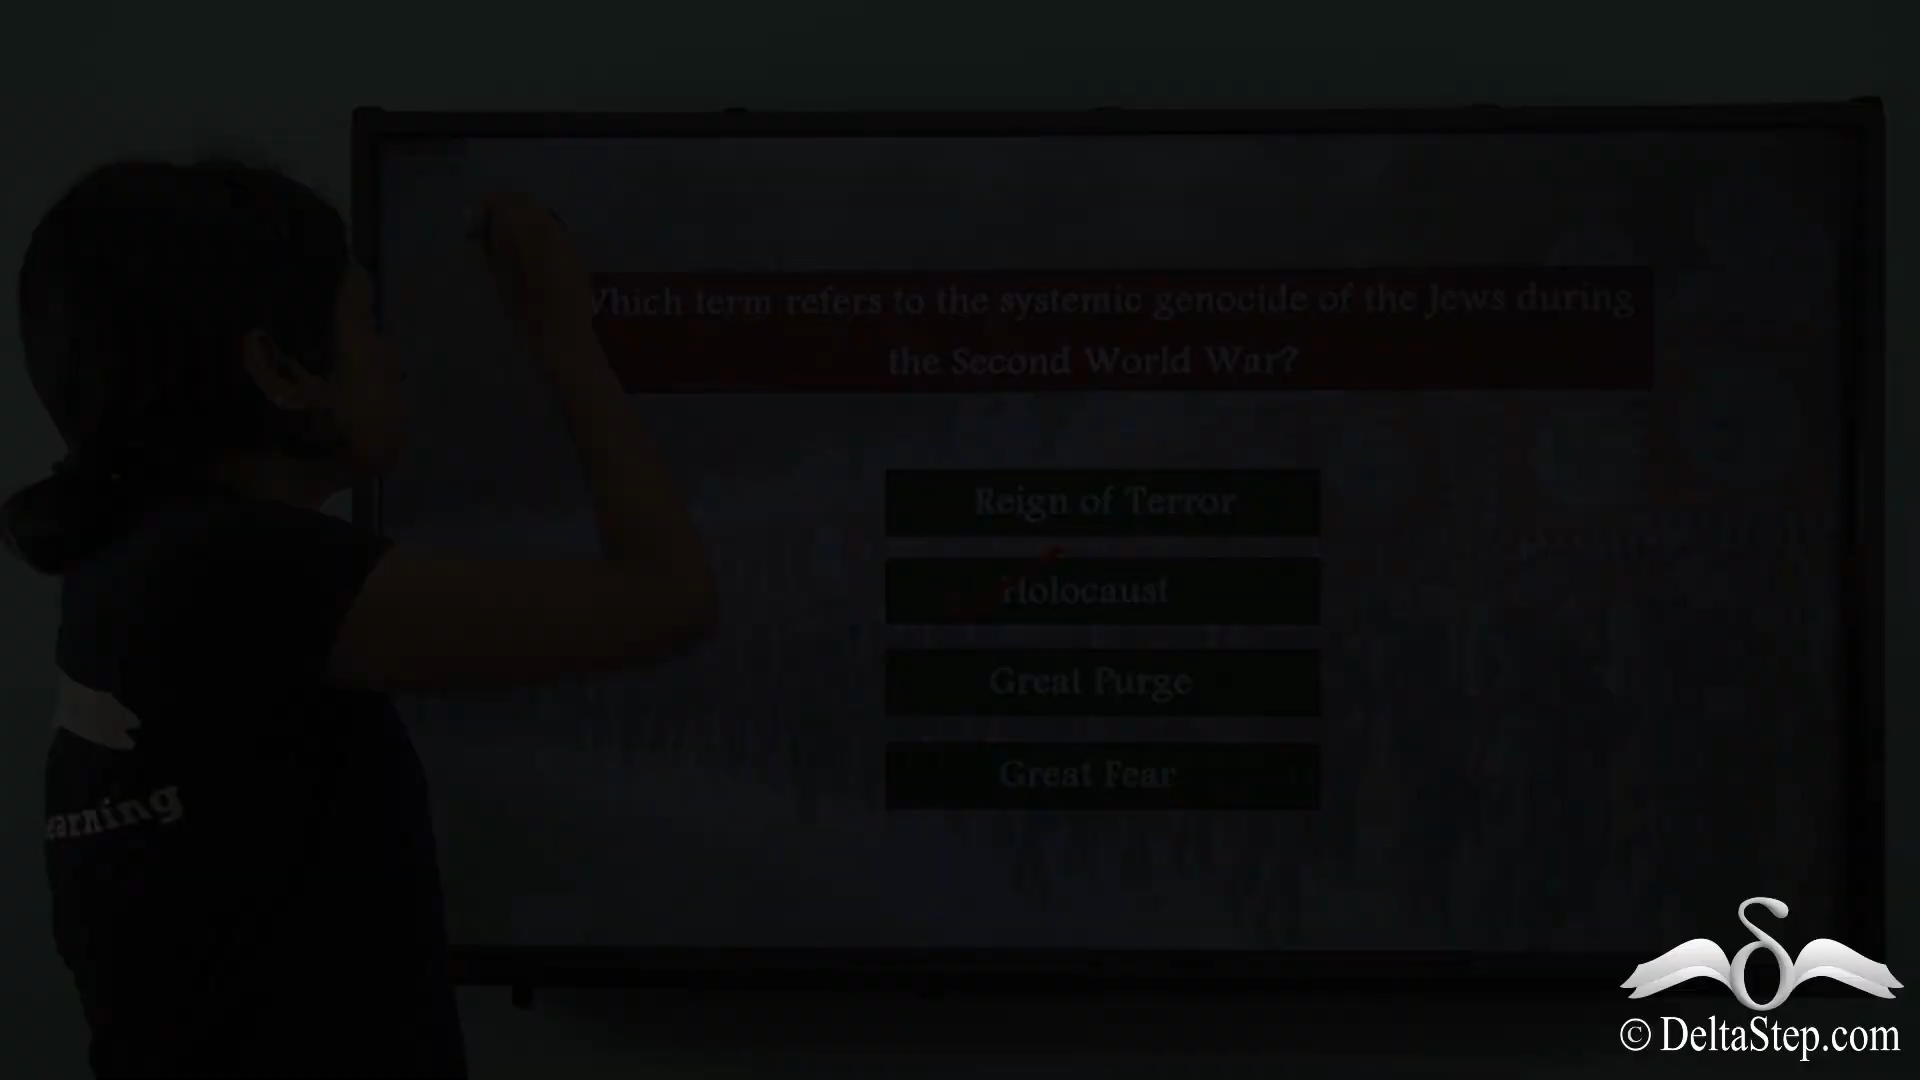 Which term refers to the systemic genocide of the Jews during
the Second World War?
Reign of Terror
Holocaust
Great Purge
Great Fear
earning
© DeltaStep.com